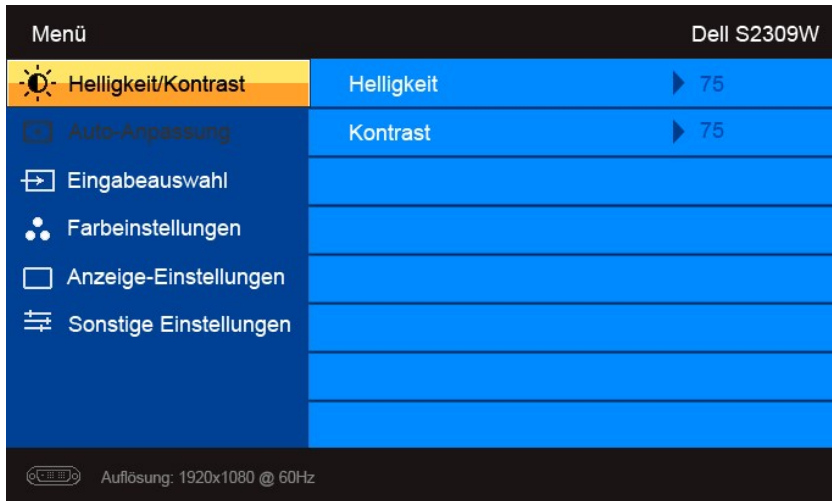 Menü Dell S2309W
Helligkeit/Kontrast Helligkeit 75
Auto-Anpassung Kontrast 75
Eingabeauswahl
Farbeinstellungen
Anzeige-Einstellungen
Sonstige Einstellungen
Auflösung: 1920x1080 @ 60Hz